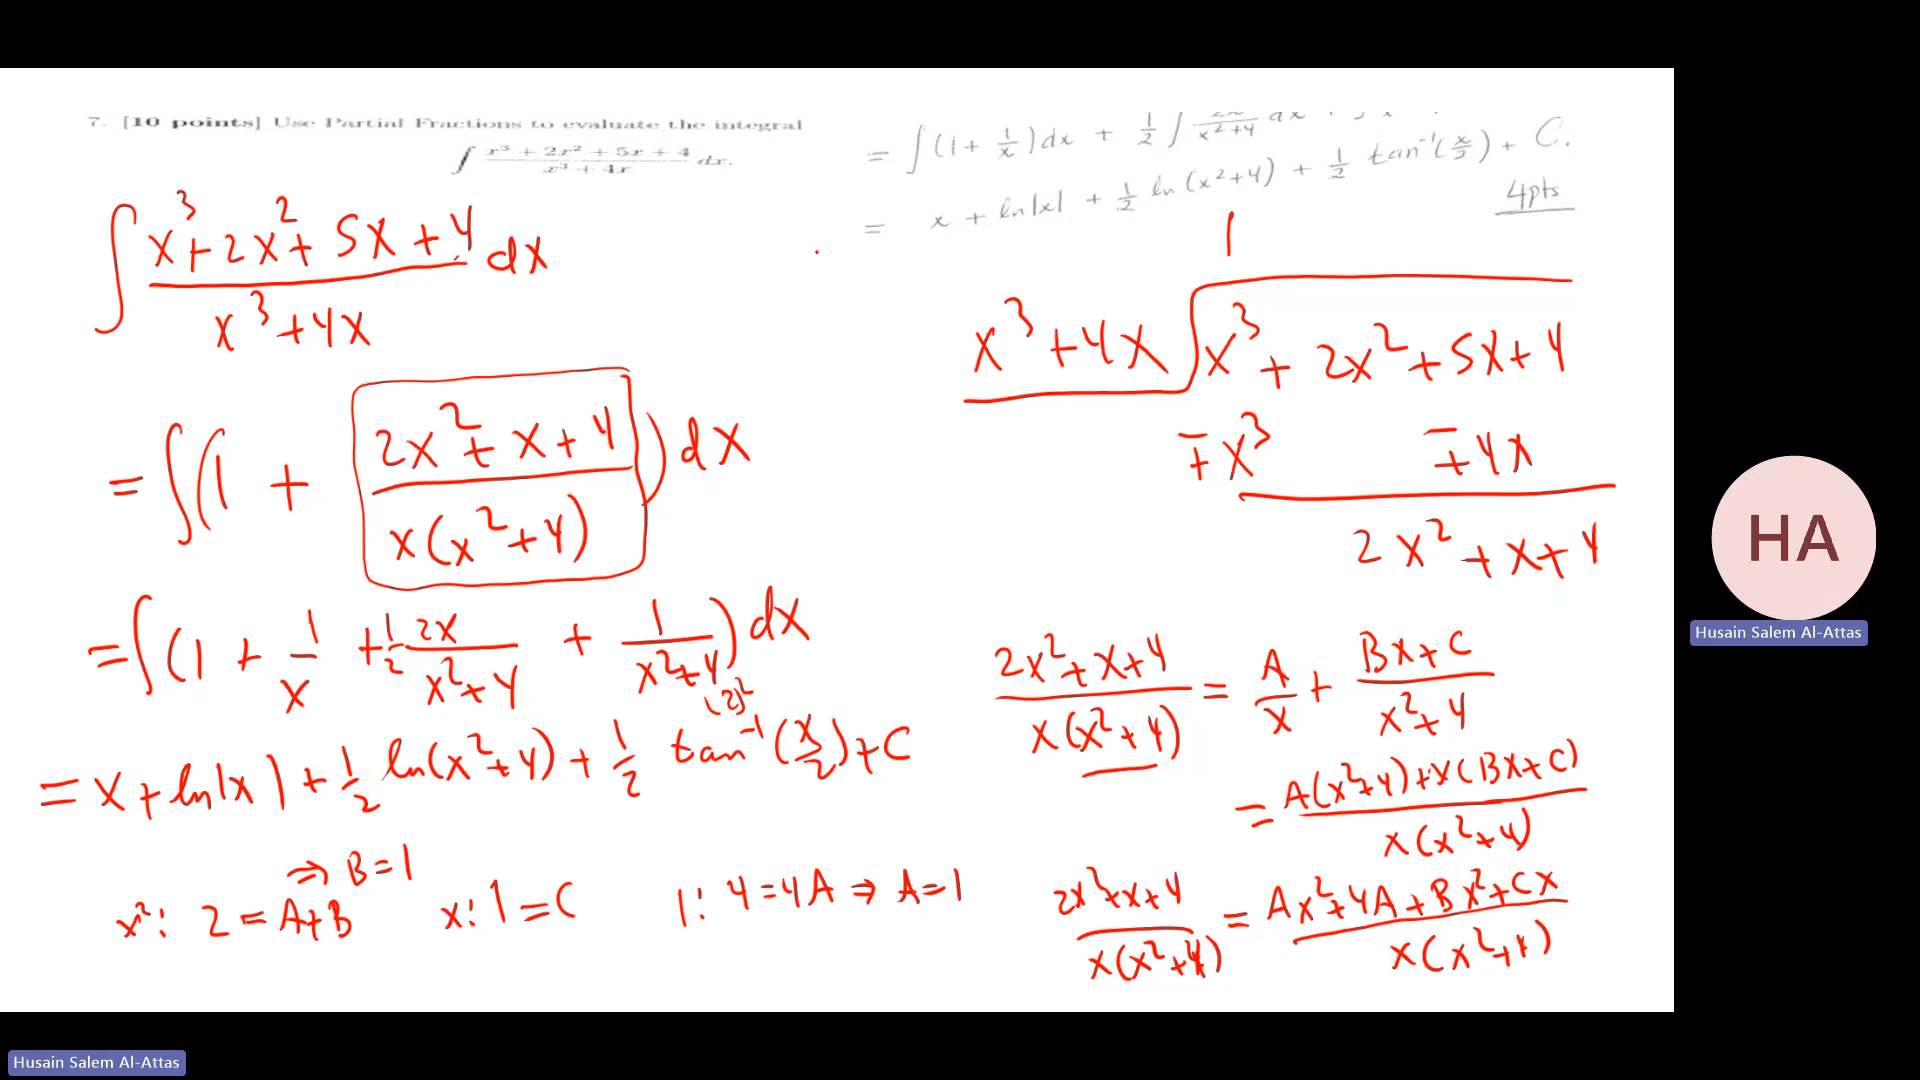 7. [10 points] Use Partial Fractions to evaluate the integral
∫ (x³ + 2x² + 5x + 4)/(x³ + 4x) dx.
= ∫(1 + 1/x)dx + 1/2 ∫ 2x/(x²+4) dx
= x + ln|x| + 1/2 ln(x²+4) + 1/2 tan⁻¹(x/2) + C.
4pts
∫ (x³+2x²+5x+4)/(x³+4x) dx
= ∫(1 + (2x²+x+4)/(x(x²+4))) dx
= ∫(1 + 1/x + 1/2 2x/(x²+4) + 1/(x²+4)) dx
(2)²
= x + ln|x| + 1/2 ln(x²+4) + 1/2 tan⁻¹(x/2) + C
⇒ B=1
x²: 2 = A+B x: 1 = C 1: 4=4A ⇒ A=1
1
x³+4x x³+2x²+5x+4
∓x³ ∓4x
2x²+x+4
(2x²+x+4)/(x(x²+4)) = A/x + (Bx+C)/(x²+4)
= (A(x²+4)+x(Bx+C))/(x(x²+4))
(2x²+x+4)/(x(x²+4)) = (Ax²+4A+Bx²+Cx)/(x(x²+4))
HA
Husain Salem Al-Attas
Husain Salem Al-Attas